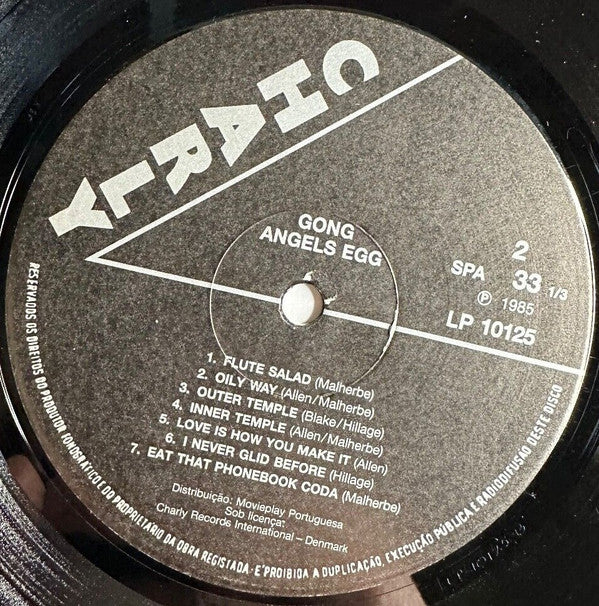 CHARLY
GONG
ANGELS EGG
2
SPA 33 1/3
℗ 1985
LP 10125
1. FLUTE SALAD (Malherbe)
2. OILY WAY (Allen/Malherbe)
3. OUTER TEMPLE (Blake/Hillage)
4. INNER TEMPLE (Allen/Malherbe)
5. LOVE IS HOW YOU MAKE IT (Allen)
6. I NEVER GLID BEFORE (Hillage)
7. EAT THAT PHONEBOOK CODA (Malherbe)
Distribuição: Movieplay Portuguesa
Sob licença:
Charly Records International – Denmark
RESERVADOS OS DIREITOS DO PRODUTOR FONOGRÁFICO E DO PROPRIETÁRIO DA OBRA REGISTADA · É PROIBIDA A DUPLICAÇÃO, EXECUÇÃO PÚBLICA E RADIODIFUSÃO DESTE DISCO